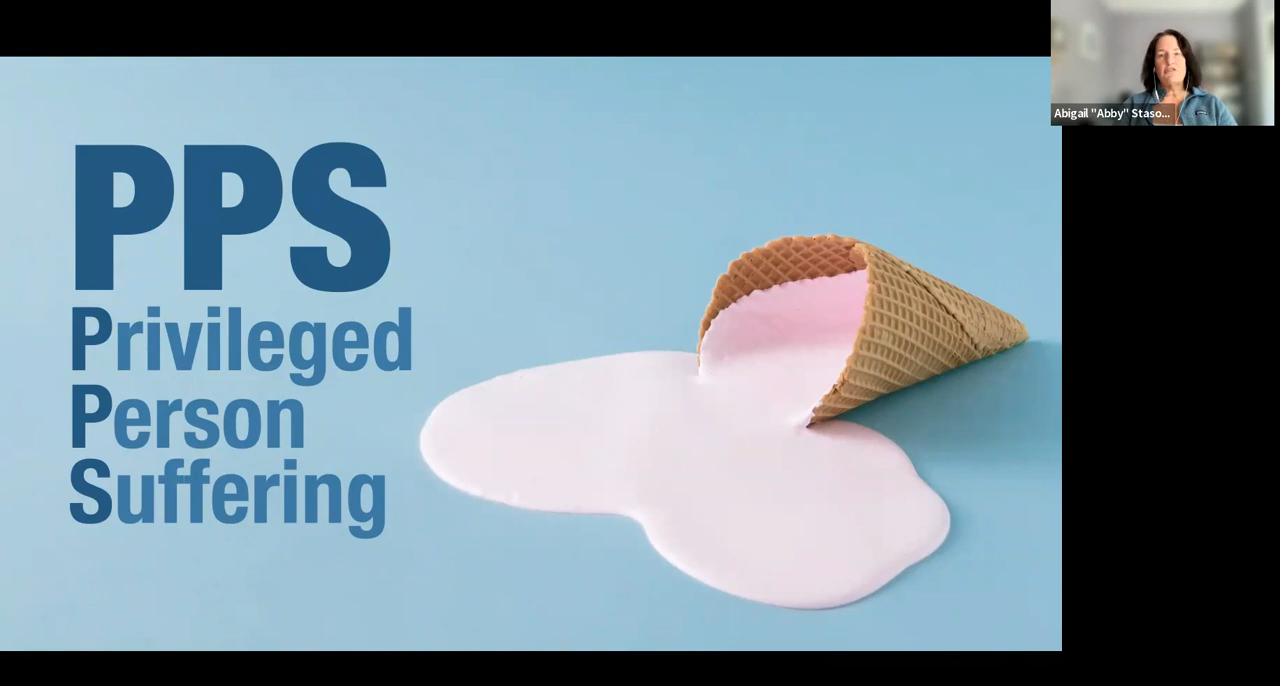 PPS
Privileged
Person
Suffering
Abigail "Abby" Staso...